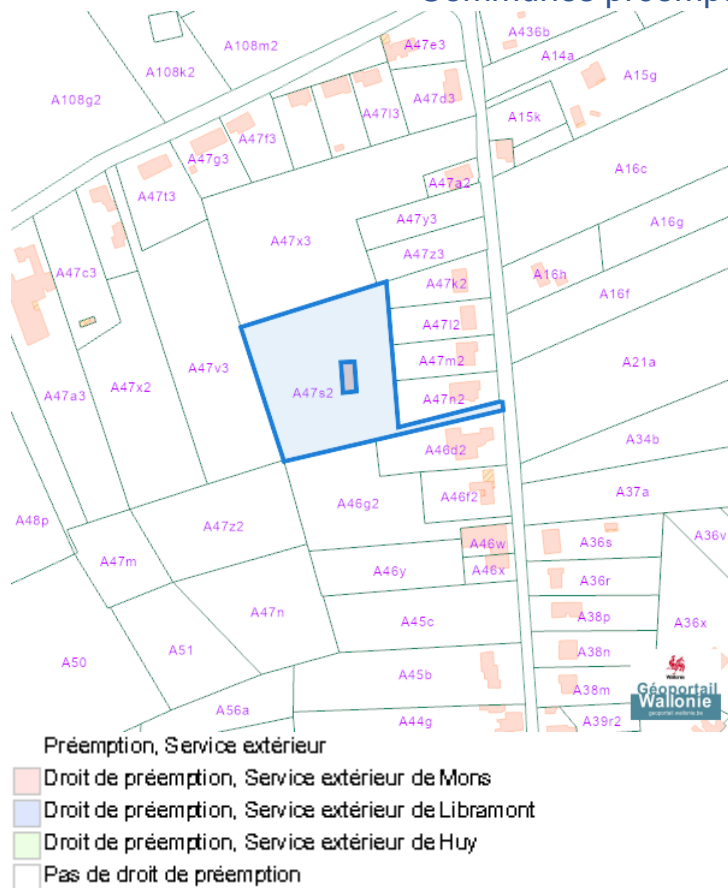 A108m2
A47e3
A436b
A14a
A108k2
A15g
A108g2
A47l3
A47d3
A15k
A47f3
A47g3
A16c
A47t3
A47a2
A47y3
A16g
A47x3
A47z3
A47c3
A16h
A47k2
A16f
A47l2
A47v3
A47m2
A21a
A47x2
A47s2
A47n2
A47a3
A34b
A46d2
A37a
A46g2
A46f2
A48p
A47z2
A46w
A36s
A36v
A47m
A46y
A46x
A36r
A47n
A38p
A45c
A36x
A51
A38n
A50
A45b
A38m
Wallonie
Géoportail
Wallonie
geoportail.wallonie.be
A56a
A44g
A39r2
Préemption, Service extérieur
Droit de préemption, Service extérieur de Mons
Droit de préemption, Service extérieur de Libramont
Droit de préemption, Service extérieur de Huy
Pas de droit de préemption